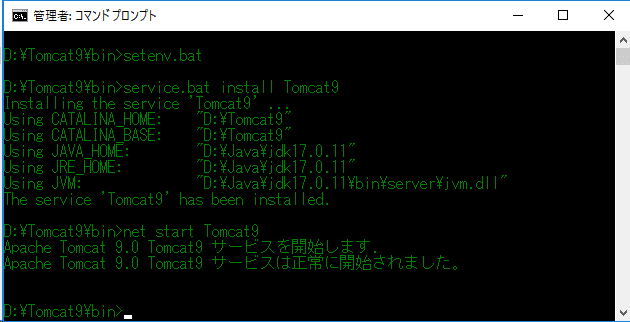 管理者: コマンドプロンプト
D:¥Tomcat9¥bin>setenv.bat
D:¥Tomcat9¥bin>service.bat install Tomcat9
Installing the service 'Tomcat9' ...
Using CATALINA_HOME:    "D:¥Tomcat9"
Using CATALINA_BASE:    "D:¥Tomcat9"
Using JAVA_HOME:        "D:¥Java¥jdk17.0.11"
Using JRE_HOME:         "D:¥Java¥jdk17.0.11"
Using JVM:              "D:¥Java¥jdk17.0.11¥bin¥server¥jvm.dll"
The service 'Tomcat9' has been installed.
D:¥Tomcat9¥bin>net start Tomcat9
Apache Tomcat 9.0 Tomcat9 サービスを開始します.
Apache Tomcat 9.0 Tomcat9 サービスは正常に開始されました。
D:¥Tomcat9¥bin>